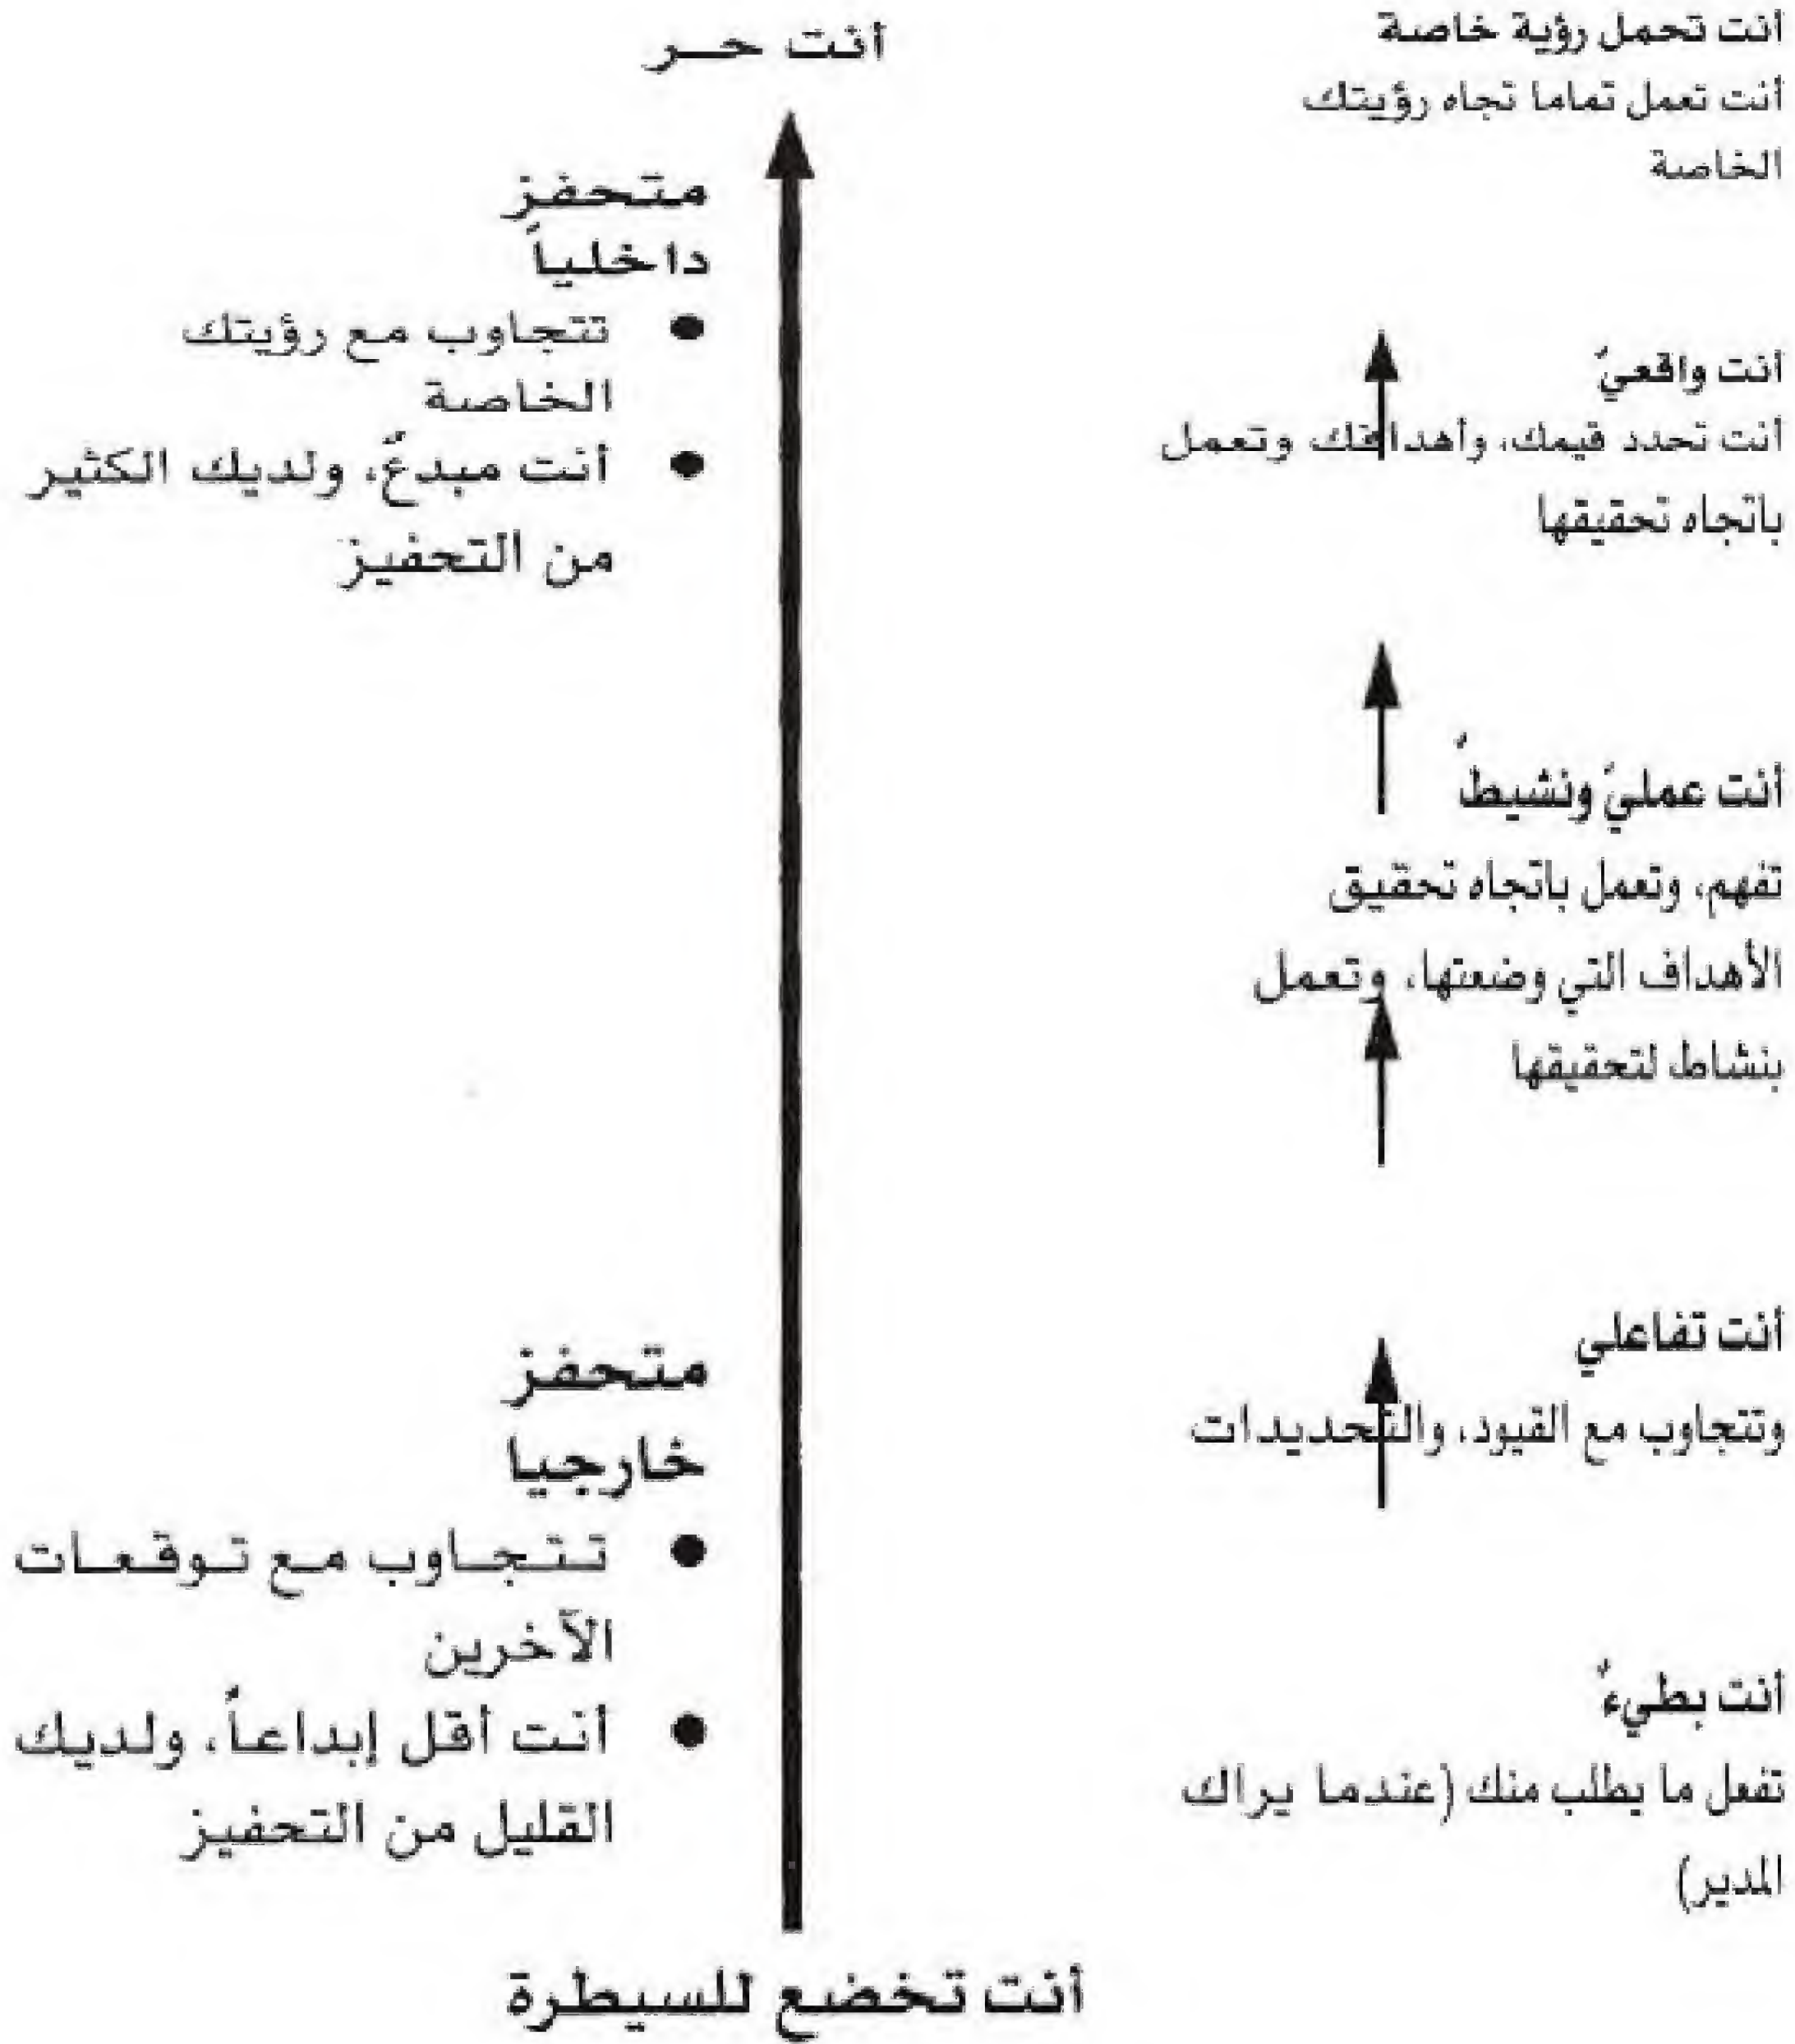 أنت حر
أنت تحمل رؤية خاصة
أنت تعمل تماما تجاه رؤيتك
الخاصة
أنت واقعيٌ
أنت تحدد قيمك، وأهدافك، وتعمل
باتجاه تحقيقها
أنت عمليٌ ونشيطٌ
تفهم، وتعمل باتجاه تحقيق
الأهداف التي وضعتها، وتعمل
بنشاط لتحقيقها
أنت تفاعلي
وتتجاوب مع القيود، والتحديدات
أنت بطيءٌ
تفعل ما يطلب منك (عندما يراك
المدير)
متحفز
داخلياً
• تتجاوب مع رؤيتك
الخاصة
• أنت مبدعٌ، ولديك الكثير
من التحفيز
متحفز
خارجيا
• تتجاوب مع توقعات
الآخرين
• أنت أقل إبداعاً، ولديك
القليل من التحفيز
أنت تخضع للسيطرة